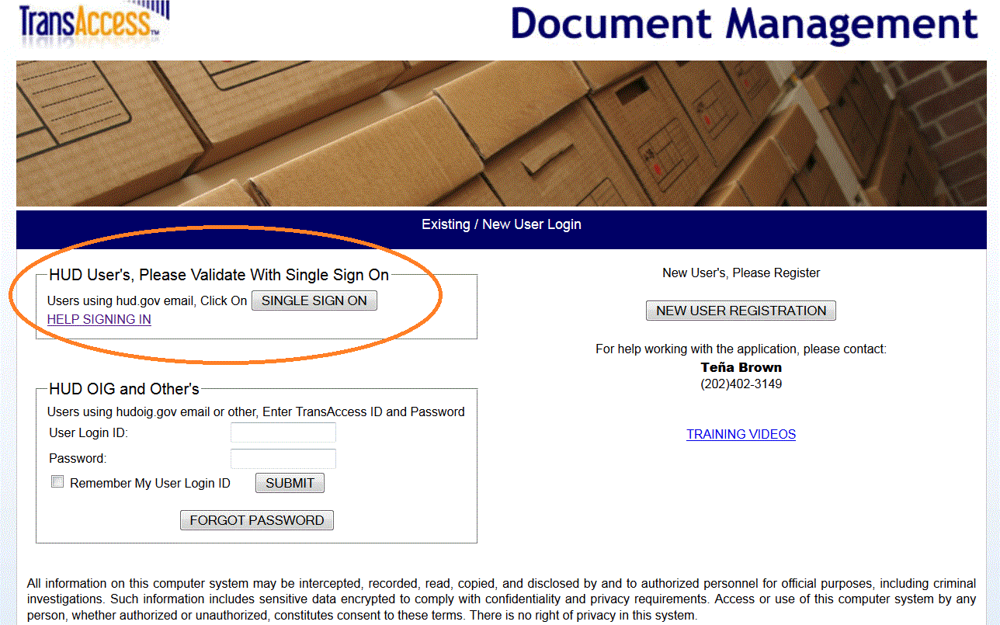 TransAccess™
Document Management
Existing / New User Login
HUD User's, Please Validate With Single Sign On
Users using hud.gov email, Click On SINGLE SIGN ON
HELP SIGNING IN
HUD OIG and Other's
Users using hudoig.gov email or other, Enter TransAccess ID and Password
User Login ID:
Password:
Remember My User Login ID SUBMIT
FORGOT PASSWORD
New User's, Please Register
NEW USER REGISTRATION
For help working with the application, please contact:
Teña Brown
(202)402-3149
TRAINING VIDEOS
All information on this computer system may be intercepted, recorded, read, copied, and disclosed by and to authorized personnel for official purposes, including criminal
investigations. Such information includes sensitive data encrypted to comply with confidentiality and privacy requirements. Access or use of this computer system by any
person, whether authorized or unauthorized, constitutes consent to these terms. There is no right of privacy in this system.